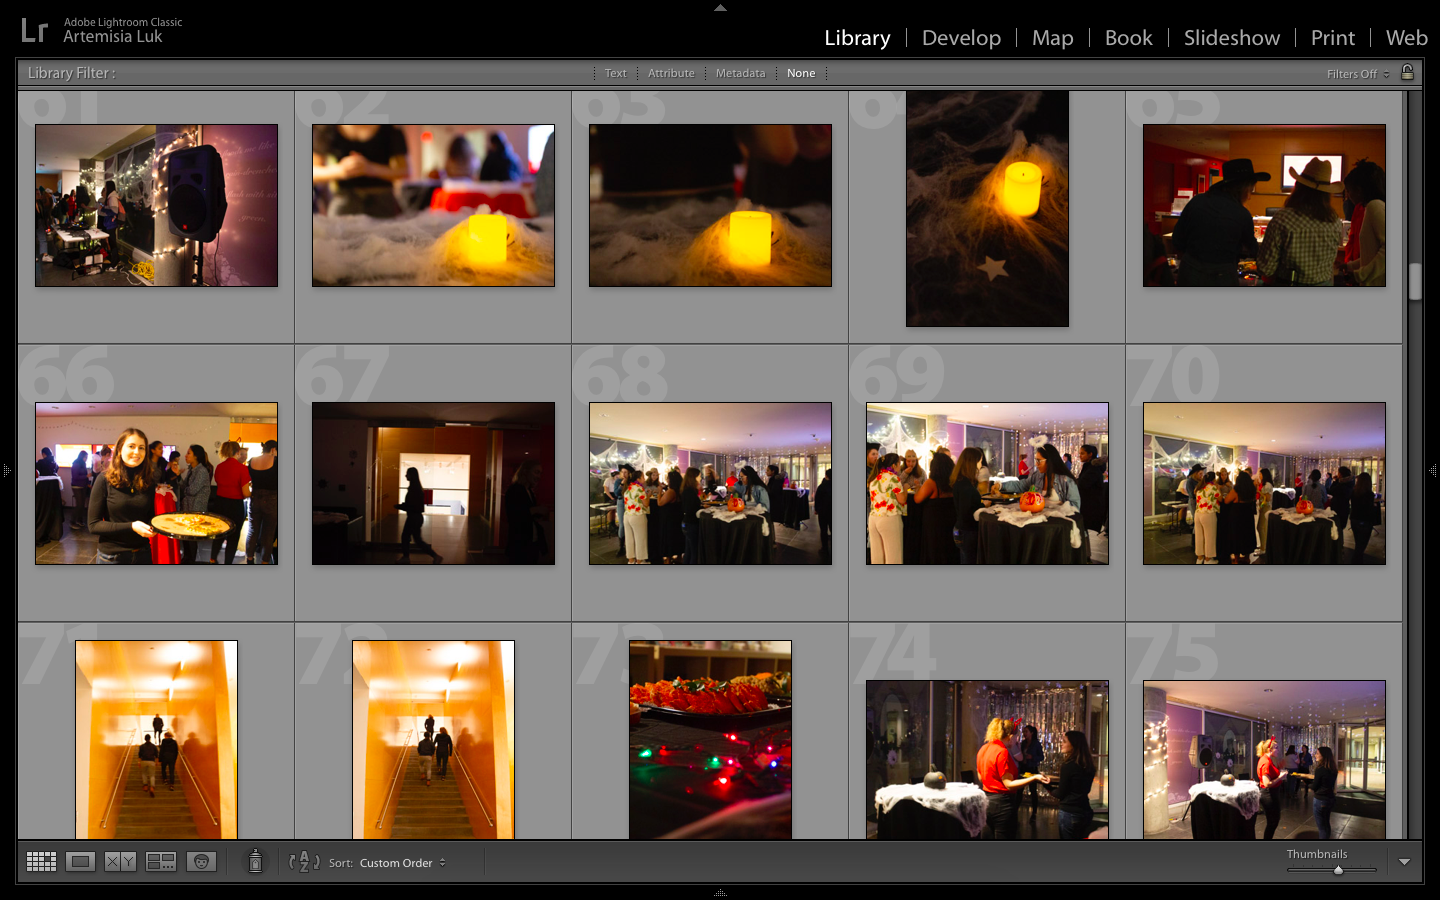 Lr
Adobe Lightroom Classic
Artemisia Luk
Library
Develop
Map
Book
Slideshow
Print
Web
Library Filter :
Text
Attribute
Metadata
None
Filters Off
61
62
63
64
65
66
67
68
69
70
71
72
73
74
75
X Y
A
Z
Sort:
Custom Order
Thumbnails